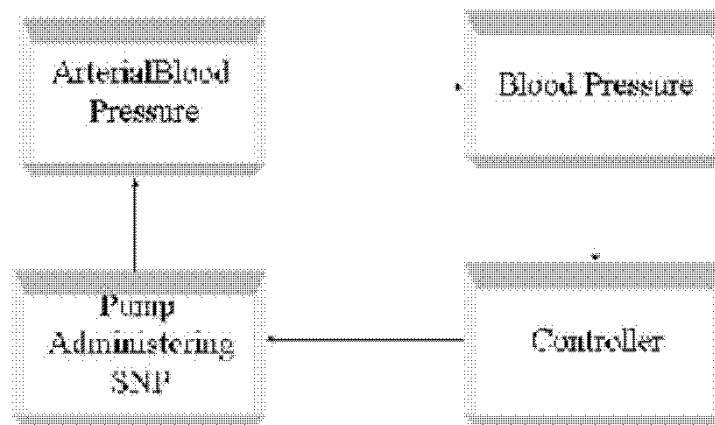 ArterialBlood
Pressure
Blood Pressure
Pump
Administering
SNP
Controller